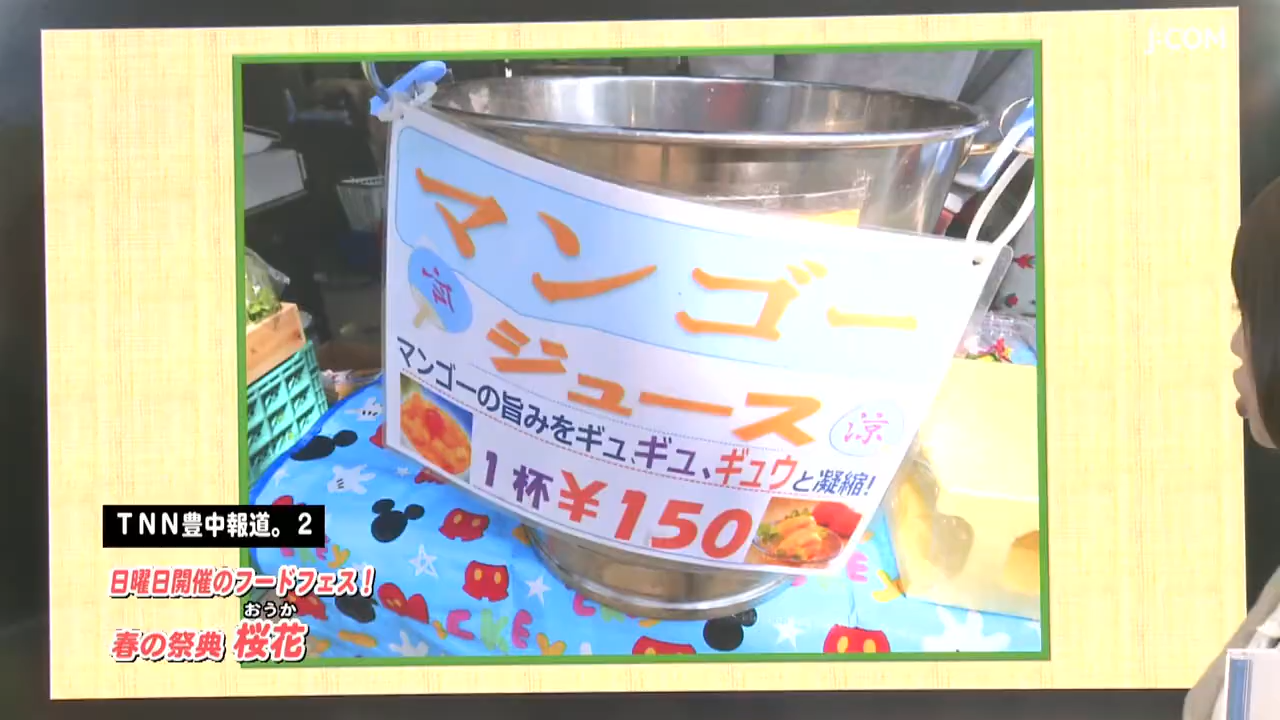 J:COM
マンゴー
ジュース
涼
涼
マンゴーの旨みをギュ、ギュ、ギュウと凝縮!
1杯¥150
TNN豊中報道。2
日曜日開催のフードフェス!
おうか
春の祭典 桜花